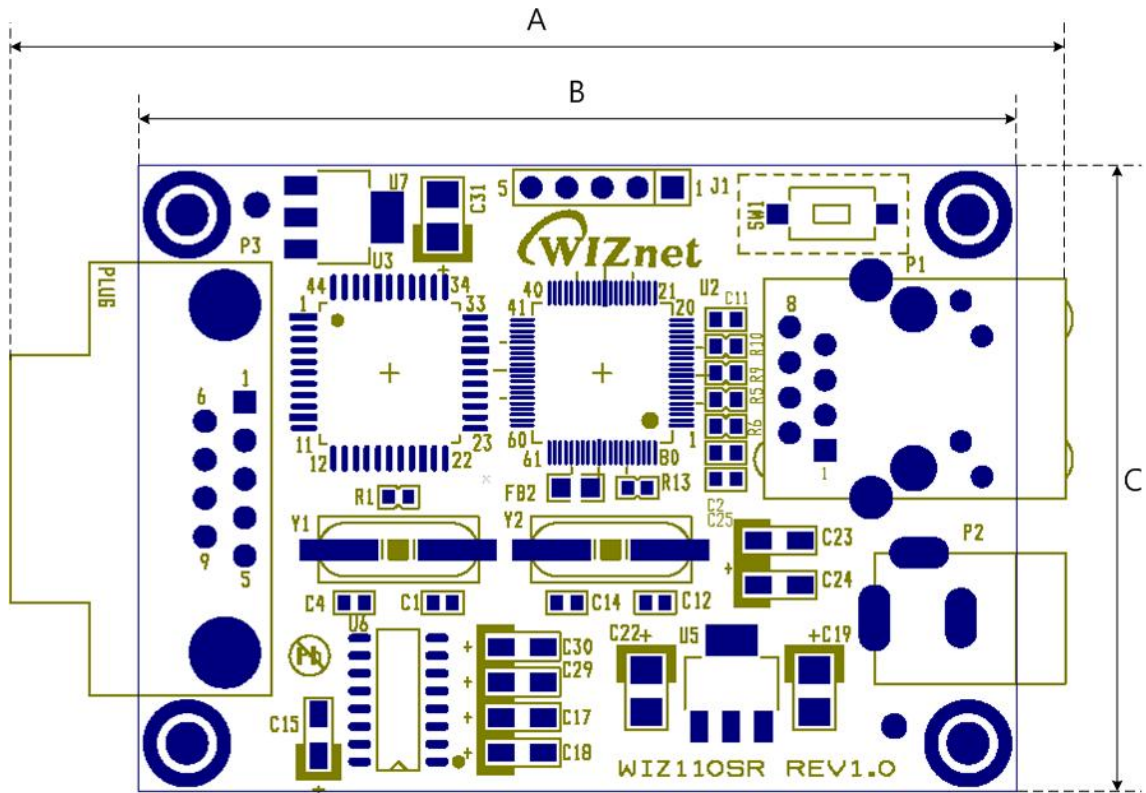 A
B
C
PLUG
P3
U7
C31
5
1
J1
SW1
WIZnet
U3
44
34
1
33
11
23
12
22
40
21
U2
41
20
60
1
61
80
C11
R10
R9
R5
R6
P1
8
1
6
1
9
5
R1
FB2
R13
C2
C25
Y1
Y2
P2
+
C23
C24
C4
C1
C14
C12
U6
Pb
+
C30
C29
+
C17
+
C18
C22+
U5
+C19
C15
+
WIZ110SR REV1.0